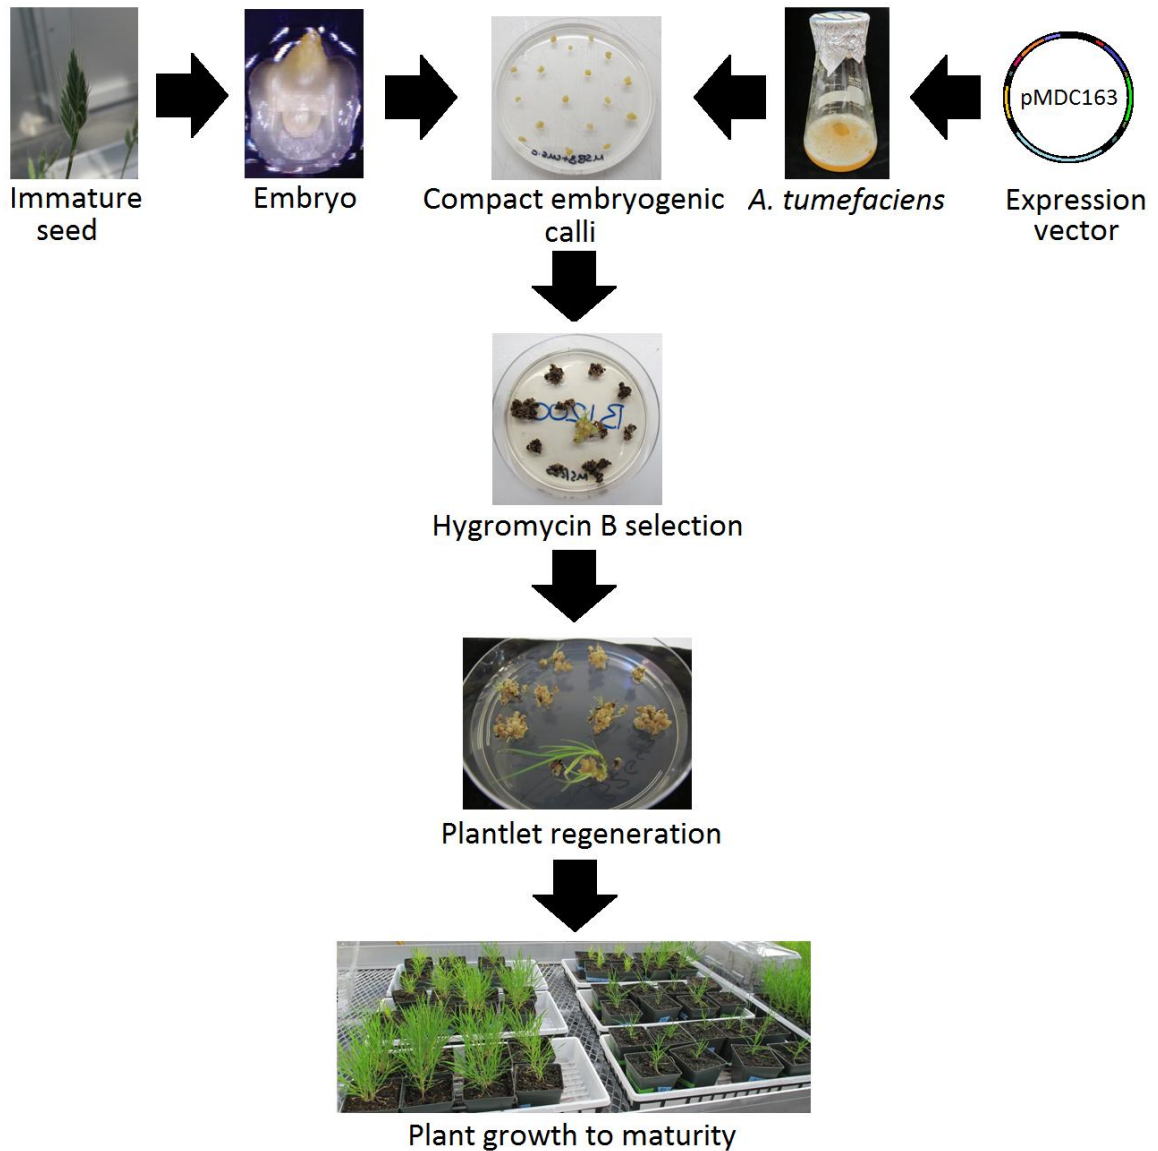 pMDC163
Immature
seed
Embryo
Compact embryogenic
calli
A. tumefaciens
Expression
vector
Hygromycin B selection
Plantlet regeneration
Plant growth to maturity